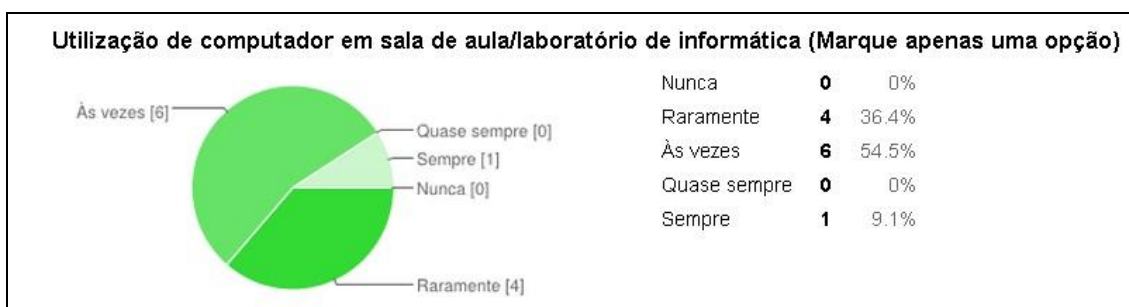 Utilização de computador em sala de aula/laboratório de informática (Marque apenas uma opção)
Às vezes [6]
Quase sempre [0]
Sempre [1]
Nunca [0]
Raramente [4]
Nunca 0 0%
Raramente 4 36.4%
Às vezes 6 54.5%
Quase sempre 0 0%
Sempre 1 9.1%